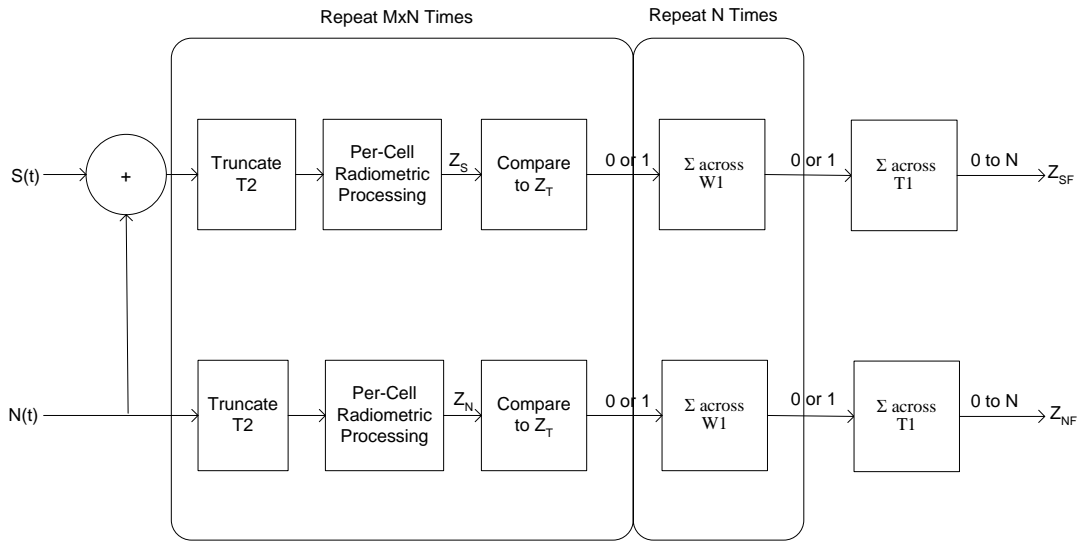 Repeat MxN Times
Repeat N Times
S(t)
+
Truncate
T2
Per-Cell
Radiometric
Processing
Z_S
Compare
to Z_T
0 or 1
Σ across
W1
0 or 1
Σ across
T1
0 to N
Z_SF
N(t)
Truncate
T2
Per-Cell
Radiometric
Processing
Z_N
Compare
to Z_T
0 or 1
Σ across
W1
0 or 1
Σ across
T1
0 to N
Z_NF